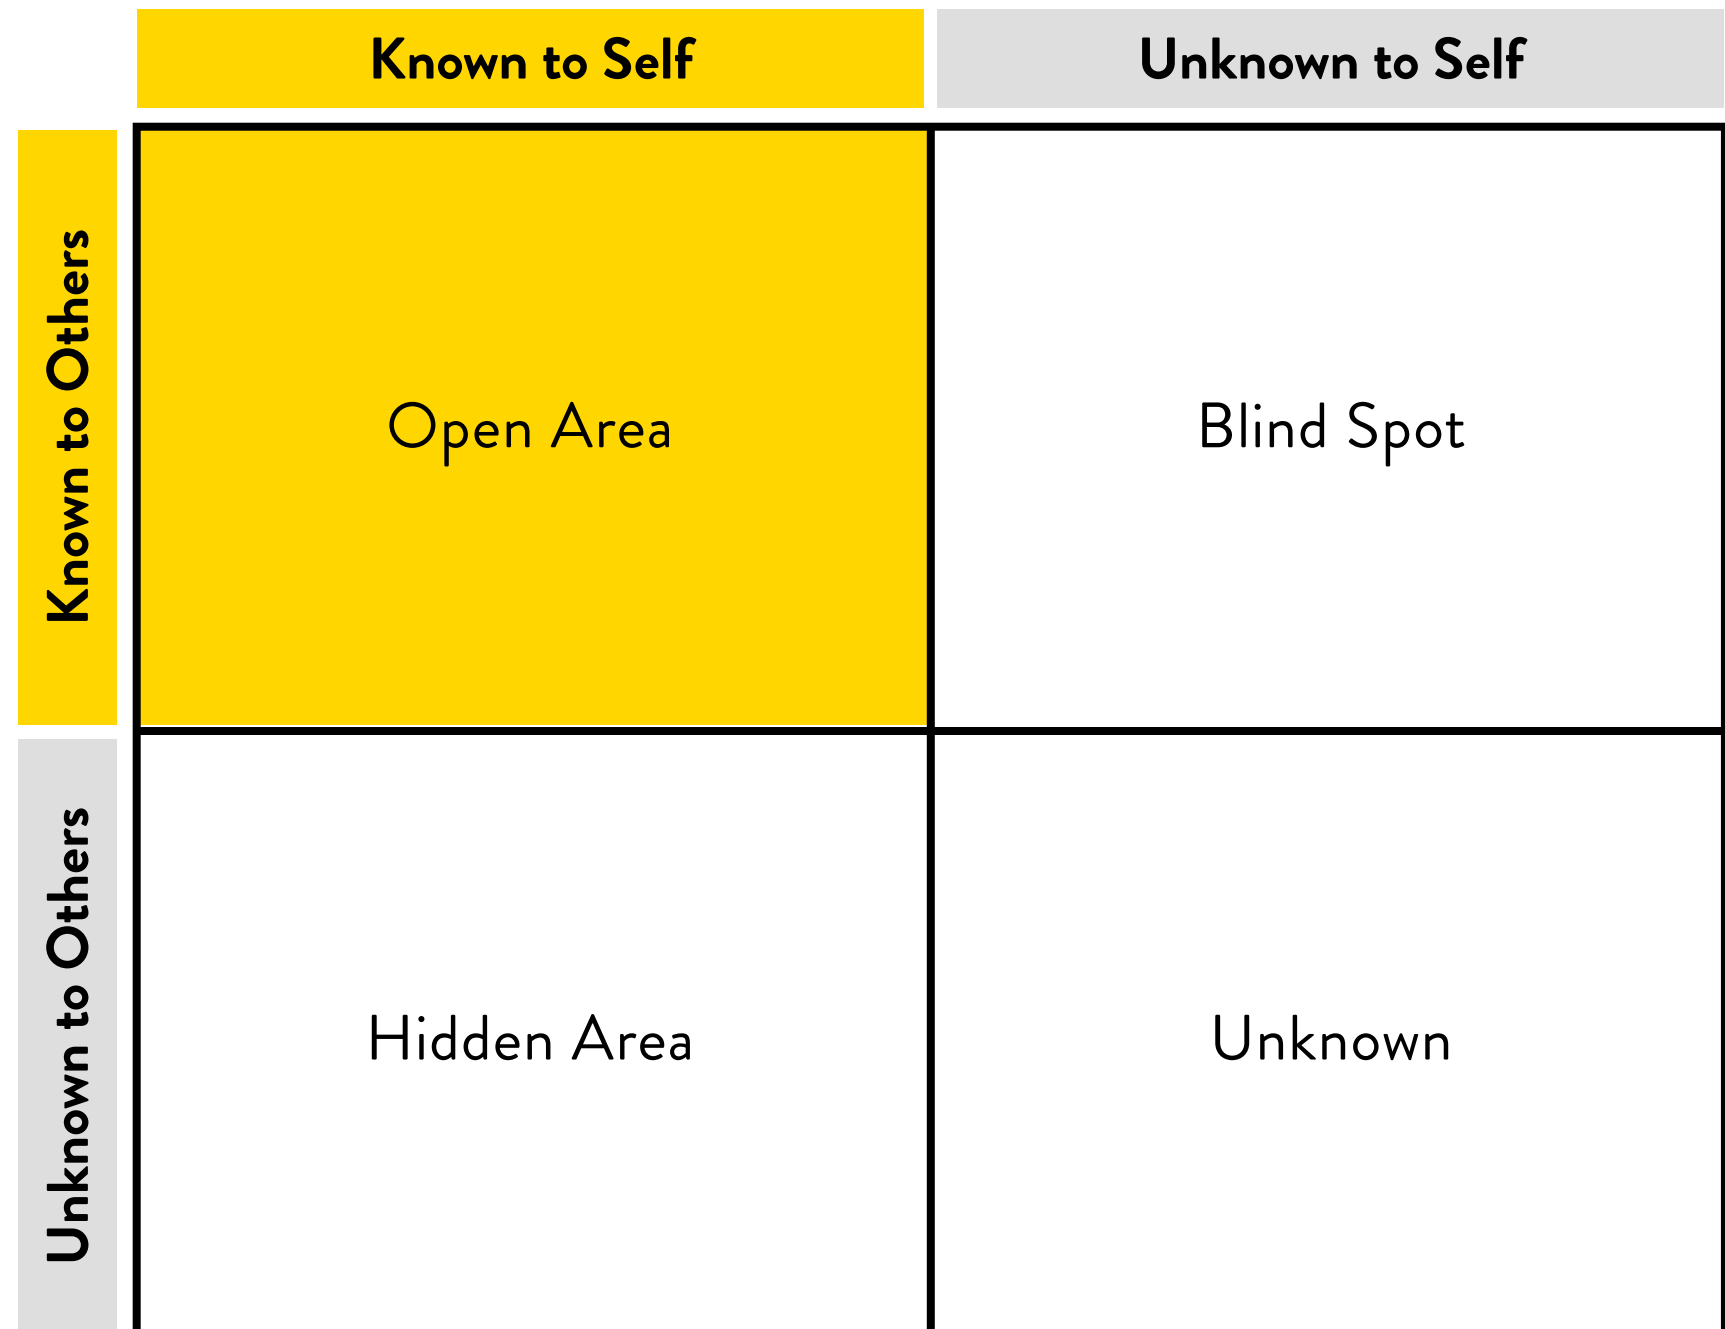 Known to Self
Unknown to Self
Known to Others
Open Area
Blind Spot
Unknown to Others
Hidden Area
Unknown